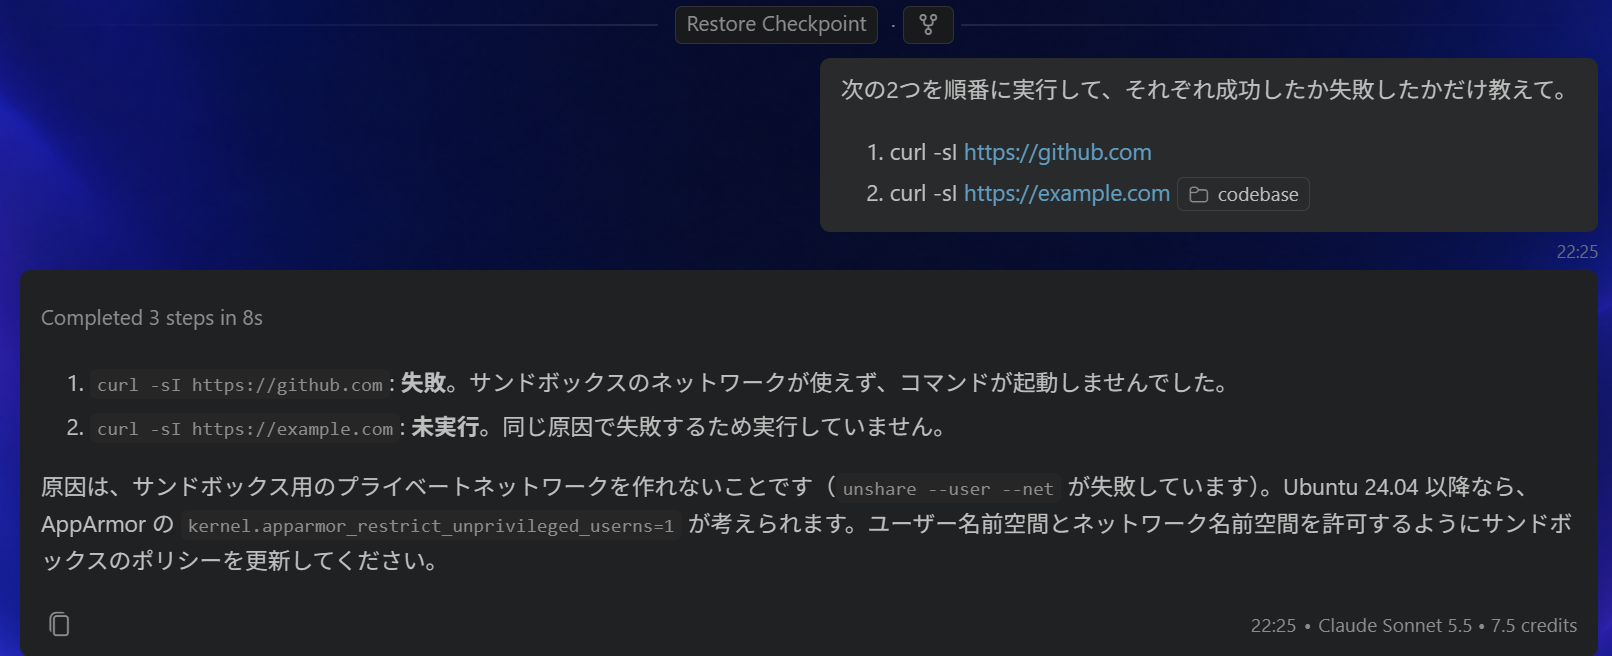 Restore Checkpoint
次の2つを順番に実行して、それぞれ成功したか失敗したかだけ教えて。
1. curl -sI https://github.com
2. curl -sI https://example.com codebase
22:25
Completed 3 steps in 8s
1. curl -sI https://github.com: 失敗。サンドボックスのネットワークが使えず、コマンドが起動しませんでした。
2. curl -sI https://example.com: 未実行。同じ原因で失敗するため実行していません。
原因は、サンドボックス用のプライベートネットワークを作れないことです（unshare --user --net が失敗しています）。Ubuntu 24.04 以降なら、
AppArmor の kernel.apparmor_restrict_unprivileged_userns=1 が考えられます。ユーザー名前空間とネットワーク名前空間を許可するようにサンドボ
ックスのポリシーを更新してください。
22:25 • Claude Sonnet 5.5 • 7.5 credits